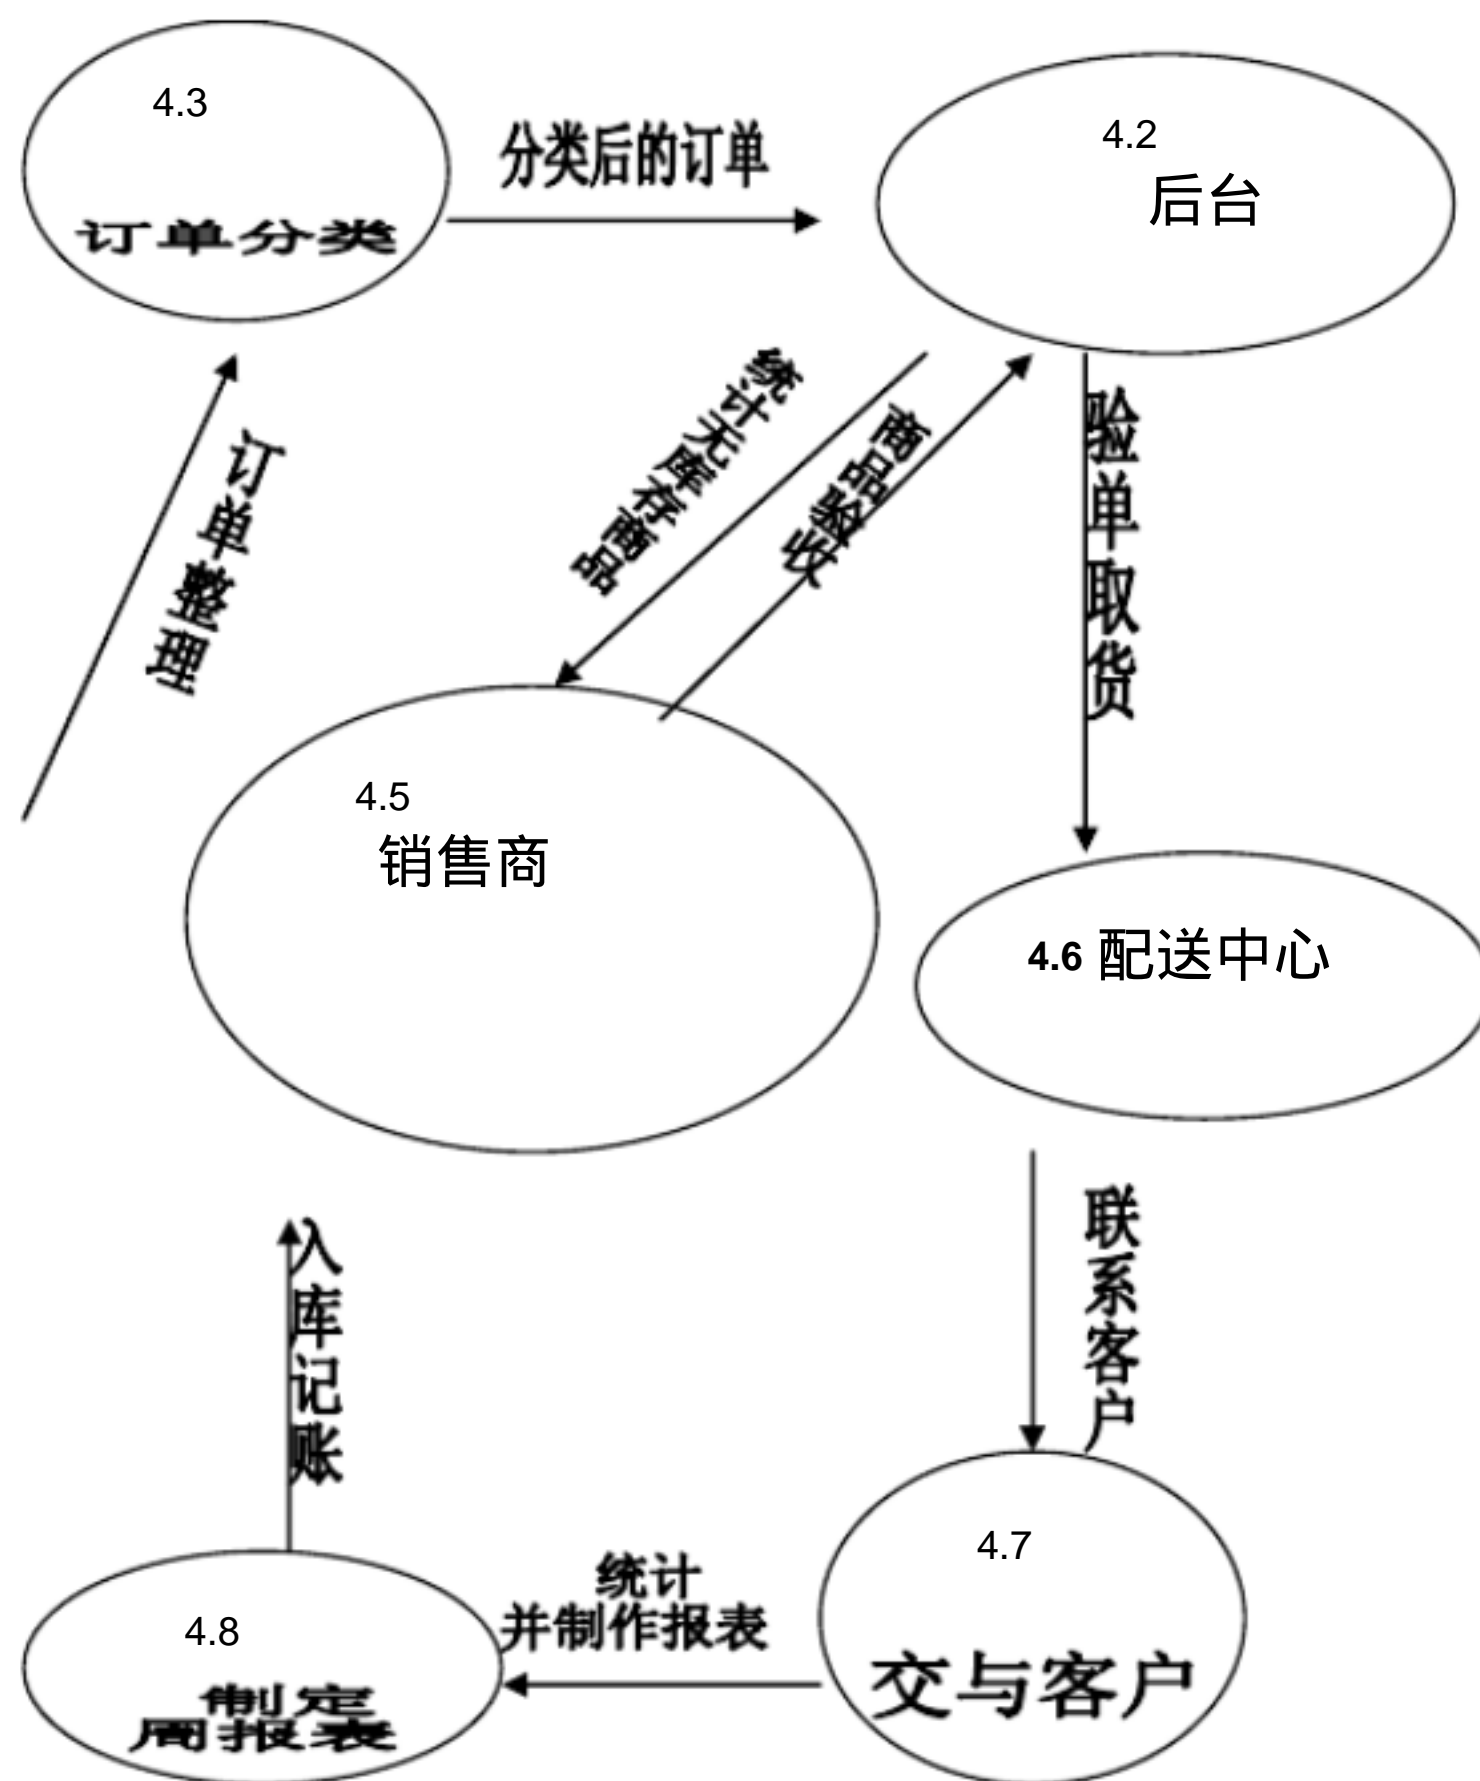 4.3
订单分类
分类后的订单
4.2
后台
订单整理
统计无库存商品
商品验收
验单取货
4.5
销售商
4.6 配送中心
入库记账
联系客户
4.7
交与客户
统计
并制作报表
4.8
制定
周报表